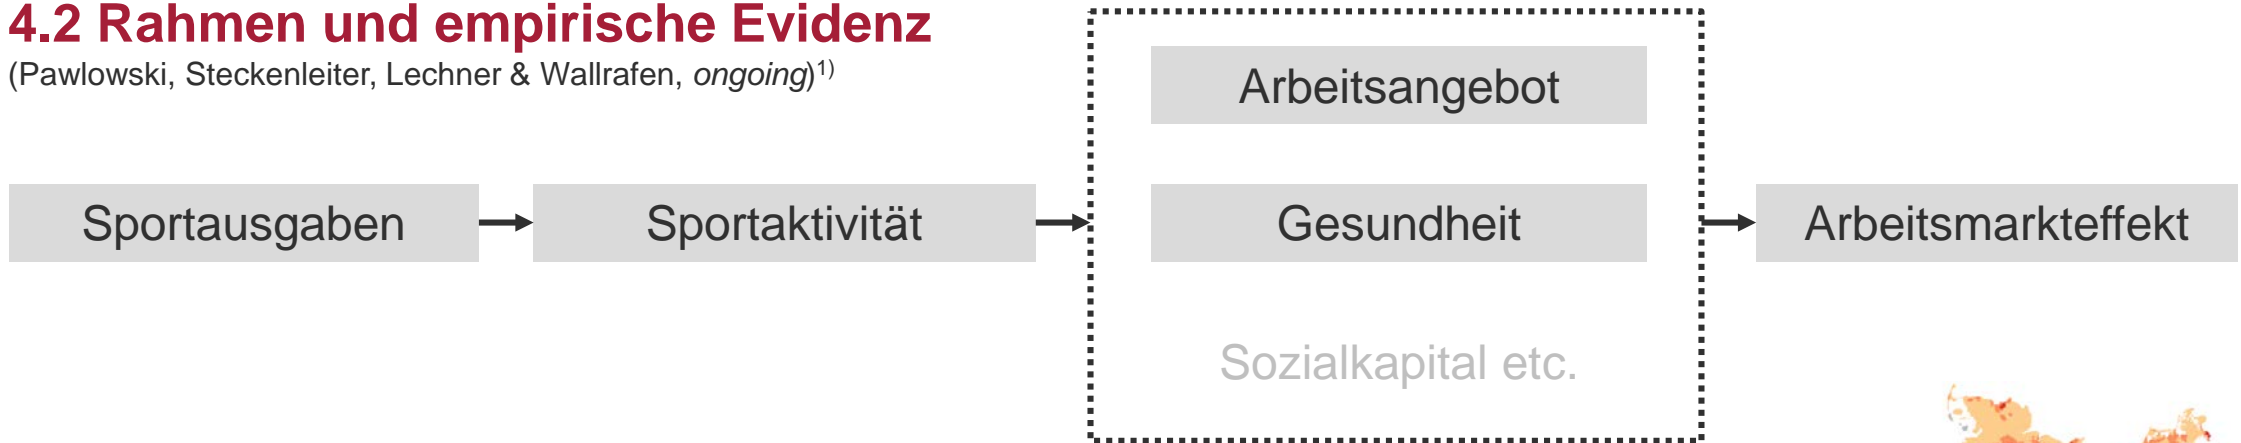 4.2 Rahmen und empirische Evidenz
(Pawlowski, Steckenleiter, Lechner & Wallrafen, ongoing)1)
Arbeitsangebot
Sportausgaben
Sportaktivität
Gesundheit
Arbeitsmarkteffekt
Sozialkapital etc.